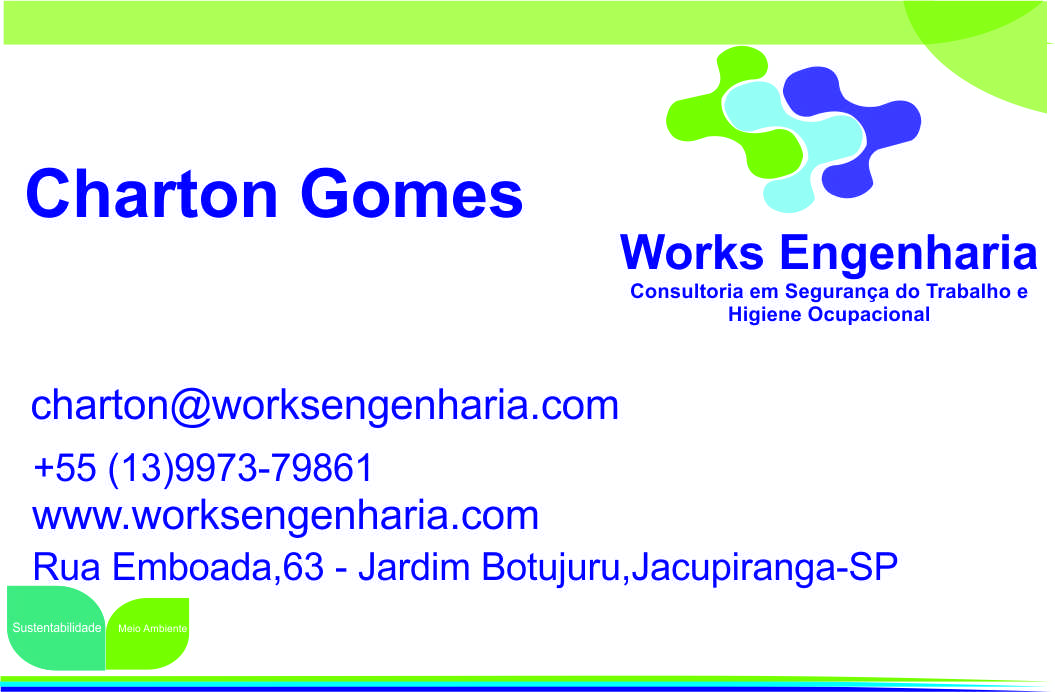 Charton Gomes
Works Engenharia
Consultoria em Segurança do Trabalho e
Higiene Ocupacional
charton@worksengenharia.com
+55 (13)9973-79861
www.worksengenharia.com
Rua Emboada,63 - Jardim Botujuru,Jacupiranga-SP
Sustentabilidade
Meio Ambiente